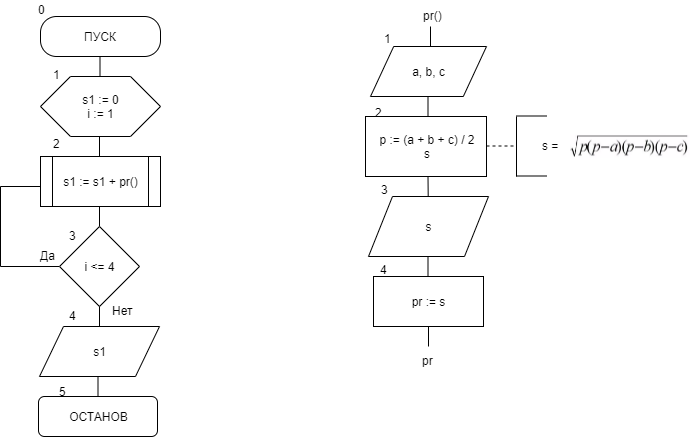 0
ПУСК
1
s1 := 0
i := 1
2
s1 := s1 + pr()
3
Да
i <= 4
Нет
4
s1
5
ОСТАНОВ
pr()
1
a, b, c
2
p := (a + b + c) / 2
s
s = √p(p−a)(p−b)(p−c)
3
s
4
pr := s
pr